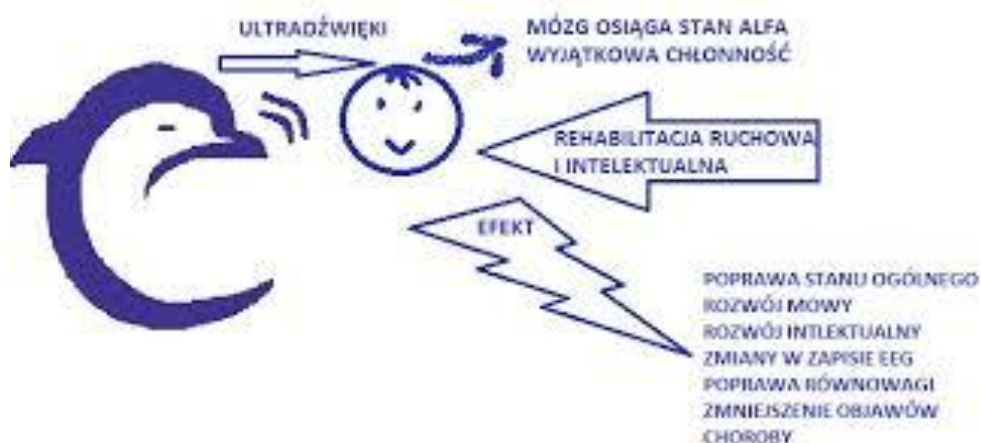 ULTRADŹWIĘKI
MÓZG OSIĄGA STAN ALFA
WYJĄTKOWA CHŁONNOŚĆ
REHABILITACJA RUCHOWA
I INTELEKTUALNA
EFEKT
POPRAWA STANU OGÓLNEGO
ROZWÓJ MOWY
ROZWÓJ INTLEKTUALNY
ZMIANY W ZAPISIE EEG
POPRAWA RÓWNOWAGI
ZMNIEJSZENIE OBJAWÓW
CHOROBY